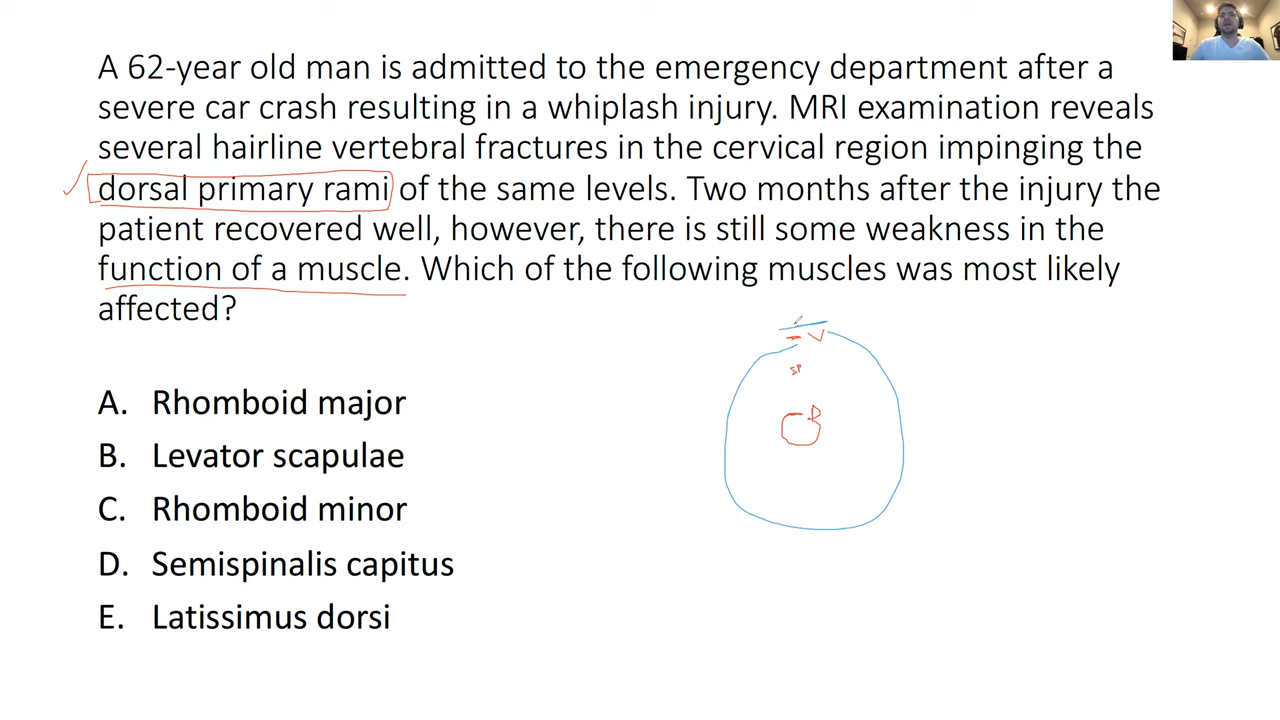 A 62-year old man is admitted to the emergency department after a
severe car crash resulting in a whiplash injury. MRI examination reveals
several hairline vertebral fractures in the cervical region impinging the
dorsal primary rami of the same levels. Two months after the injury the
patient recovered well, however, there is still some weakness in the
function of a muscle. Which of the following muscles was most likely
affected?
V
SP
D
A. Rhomboid major
B. Levator scapulae
C. Rhomboid minor
D. Semispinalis capitus
E. Latissimus dorsi